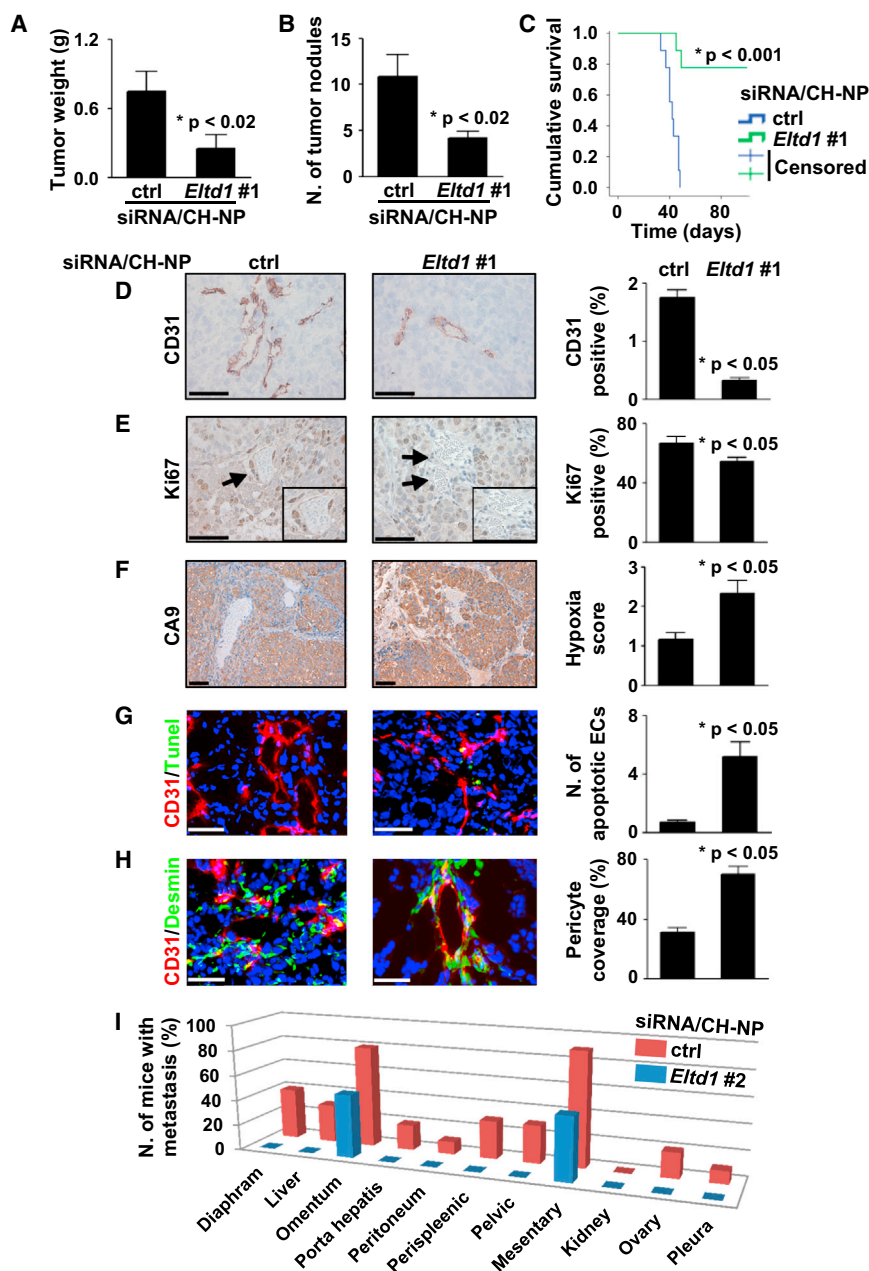 A
Tumor weight (g)
1.2
0.6
0.0
* p < 0.02
ctrl
Eltd1 #1
siRNA/CH-NP
B
N. of tumor nodules
15
10
5
0
* p < 0.02
ctrl
Eltd1 #1
siRNA/CH-NP
C
Cumulative survival
1.0
0.8
0.6
0.4
0.2
0.0
0
40
80
Time (days)
* p < 0.001
siRNA/CH-NP
ctrl
Eltd1 #1
Censored
siRNA/CH-NP
ctrl
Eltd1 #1
ctrl
Eltd1 #1
D
CD31
CD31
positive (%)
2
1
0
* p < 0.05
E
Ki67
Ki67
positive (%)
80
40
0
* p < 0.05
F
CA9
Hypoxia
score
3
2
1
0
* p < 0.05
G
CD31/Tunel
N. of
apoptotic ECs
8
4
0
* p < 0.05
H
CD31/Desmin
Pericyte
coverage (%)
80
40
0
* p < 0.05
I
N. of mice with
metastasis (%)
100
80
60
40
20
0
siRNA/CH-NP
ctrl
Eltd1 #2
Diaphram
Liver
Omentum
Porta hepatis
Peritoneum
Perispleenic
Pelvic
Mesentary
Kidney
Ovary
Pleura